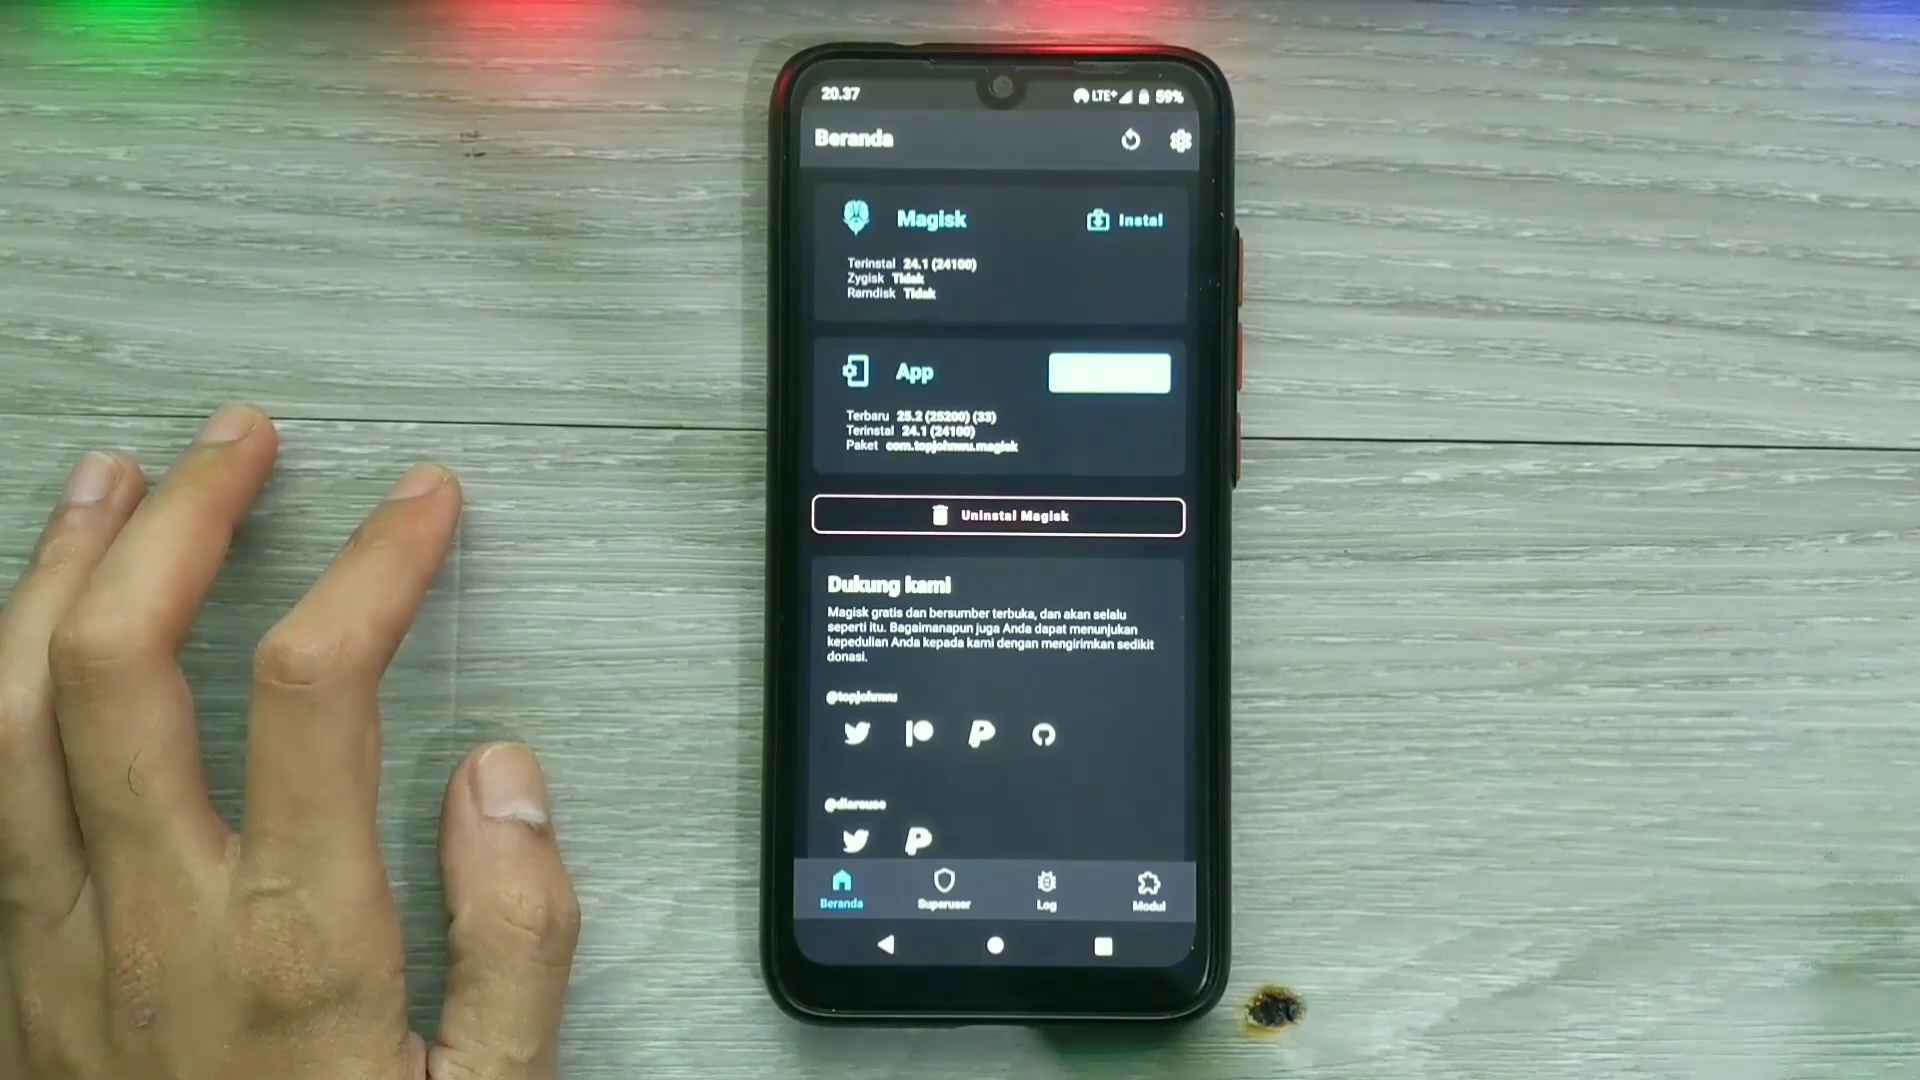 20.37
LTE+ 59%
Beranda
Magisk
Instal
Terinstal 24.1 (24100)
Zygisk Tidak
Ramdisk Tidak
App
Terbaru 25.2 (25200) (33)
Terinstal 24.1 (24100)
Paket com.topjohnwu.magisk
Uninstal Magisk
Dukung kami
Magisk gratis dan bersumber terbuka, dan akan selalu
seperti itu. Bagaimanapun juga Anda dapat menunjukan
kepedulian Anda kepada kami dengan mengirimkan sedikit
donasi.
@topjohnwu
Beranda
Superuser
Log
Modul